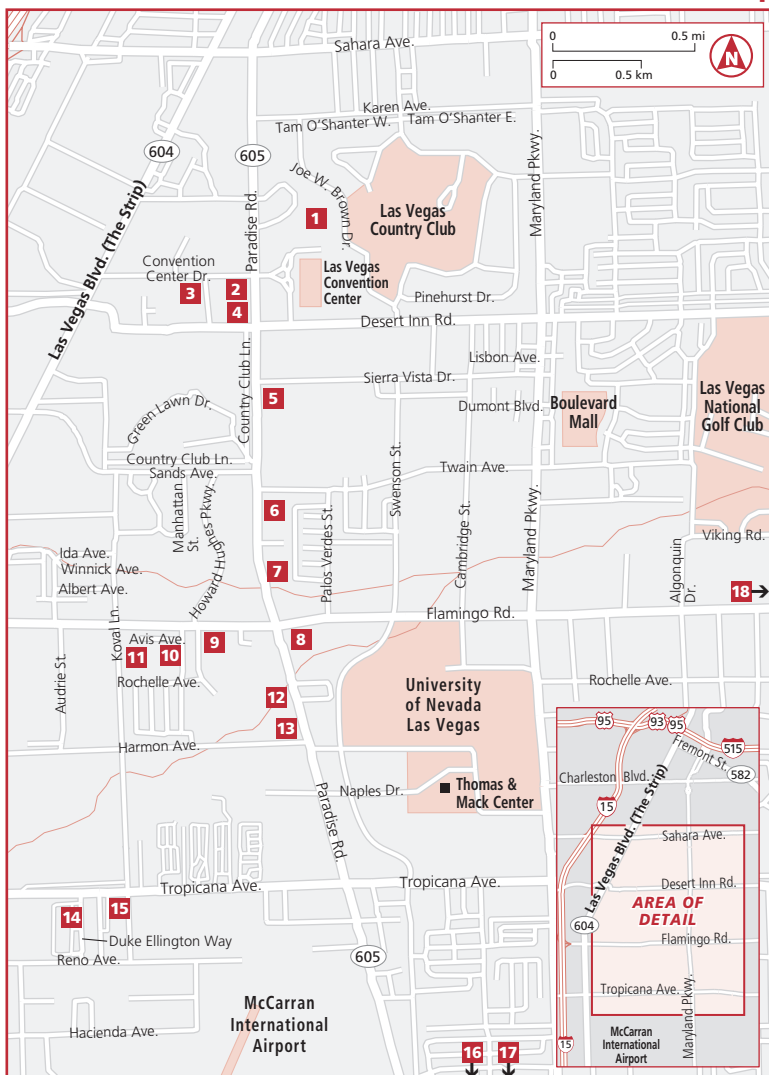 Sahara Ave.
0 0.5 mi
0 0.5 km
N
Karen Ave.
Tam O'Shanter W.
Tam O'Shanter E.
604
605
Joe W. Brown Dr.
Maryland Pkwy.
Las Vegas Blvd. (The Strip)
Paradise Rd.
1
Las Vegas
Country Club
Convention
Center Dr.
Las Vegas
Convention
Center
2
3
4
Pinehurst Dr.
Desert Inn Rd.
Lisbon Ave.
Sierra Vista Dr.
Country Club Ln.
5
Green Lawn Dr.
Dumont Blvd.
Boulevard
Mall
Las Vegas
National
Golf Club
Country Club Ln.
Sands Ave.
Twain Ave.
Manhattan
St.
Howard Hughes Pkwy.
Swenson St.
Cambridge St.
Maryland Pkwy.
6
Palos Verdes St.
Viking Rd.
Ida Ave.
Winnick Ave.
Albert Ave.
7
Algonquin
Dr.
18
Koval Ln.
Flamingo Rd.
Avis Ave.
9
8
11
10
Audrie St.
Rochelle Ave.
Rochelle Ave.
University
of Nevada
Las Vegas
12
13
Harmon Ave.
Naples Dr.
Thomas &
Mack Center
Paradise Rd.
Tropicana Ave.
Tropicana Ave.
14
15
Duke Ellington Way
Reno Ave.
605
McCarran
International
Airport
Hacienda Ave.
16
17
95
93
95
515
Fremont St.
582
Charleston Blvd.
15
Las Vegas Blvd. (The Strip)
Sahara Ave.
Desert Inn Rd.
AREA OF
DETAIL
604
Flamingo Rd.
Tropicana Ave.
Maryland Pkwy.
15
McCarran
International
Airport